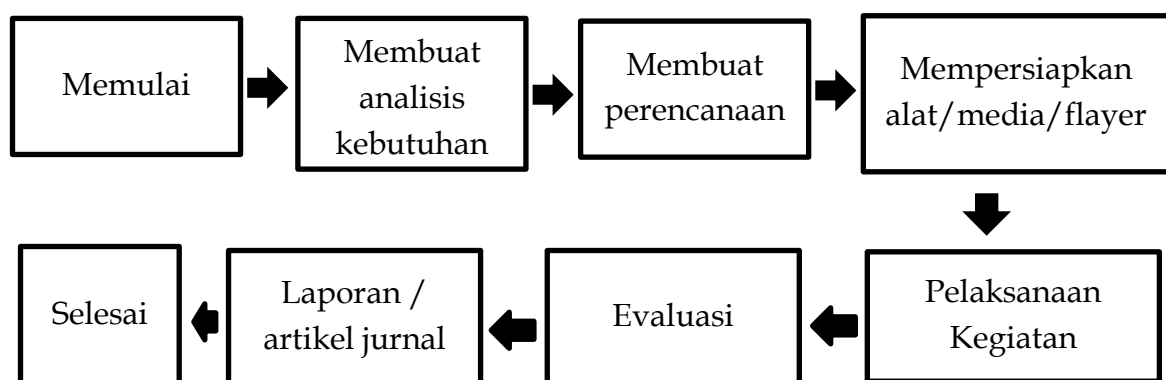 Memulai
Membuat
analisis
kebutuhan
Membuat
perencanaan
Mempersiapkan
alat/media/flayer
Pelaksanaan
Kegiatan
Evaluasi
Laporan /
artikel jurnal
Selesai